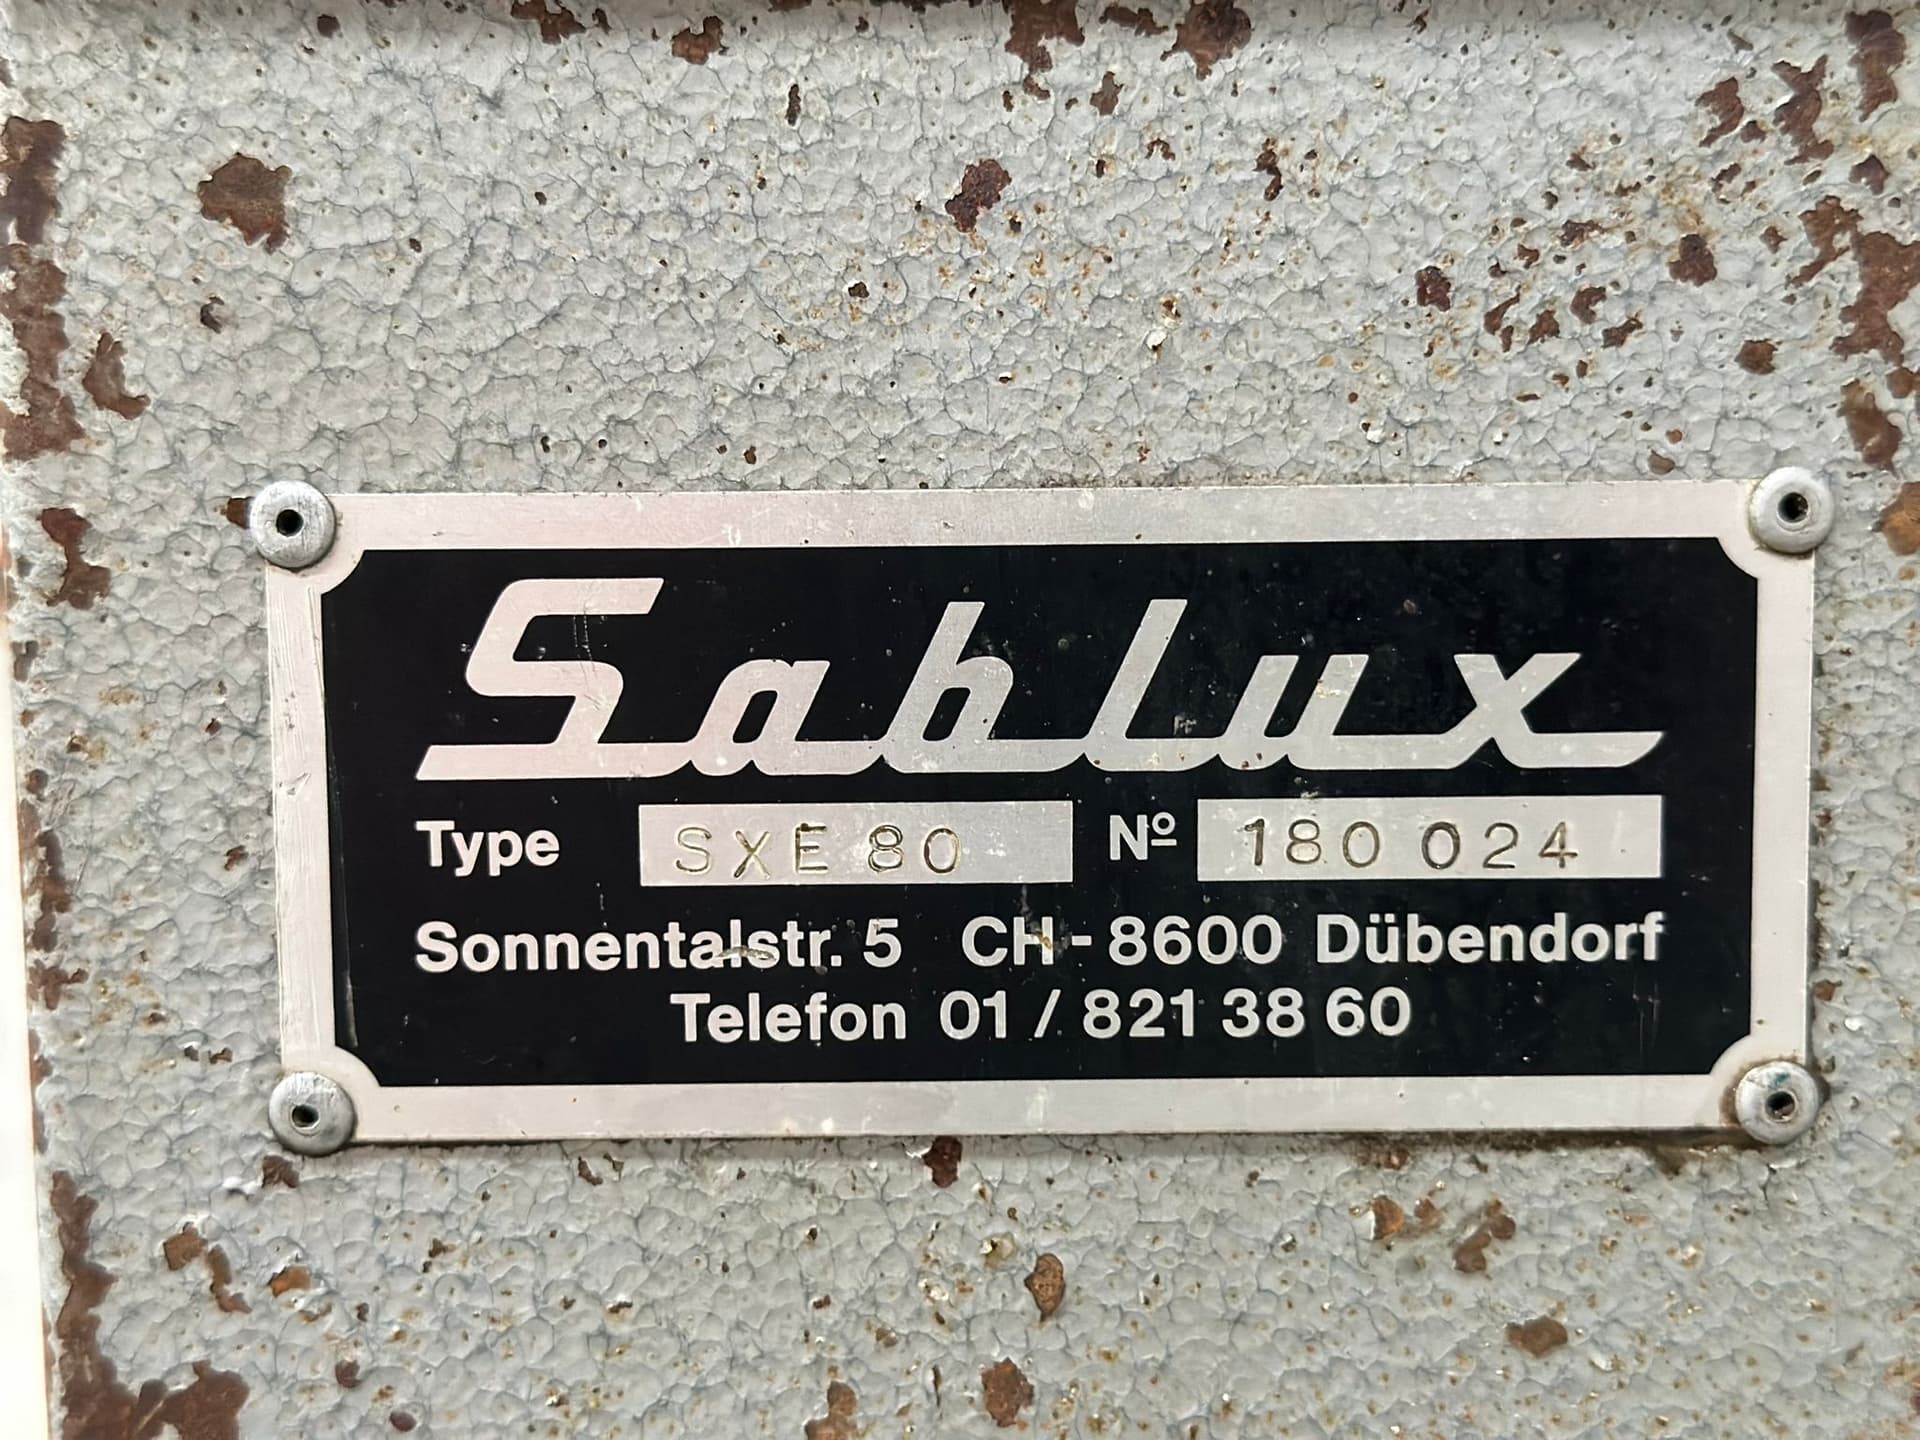 Sablux
Type SXE 80 Nº 180 024
Sonnentalstr. 5 CH-8600 Dübendorf
Telefon 01 / 821 38 60